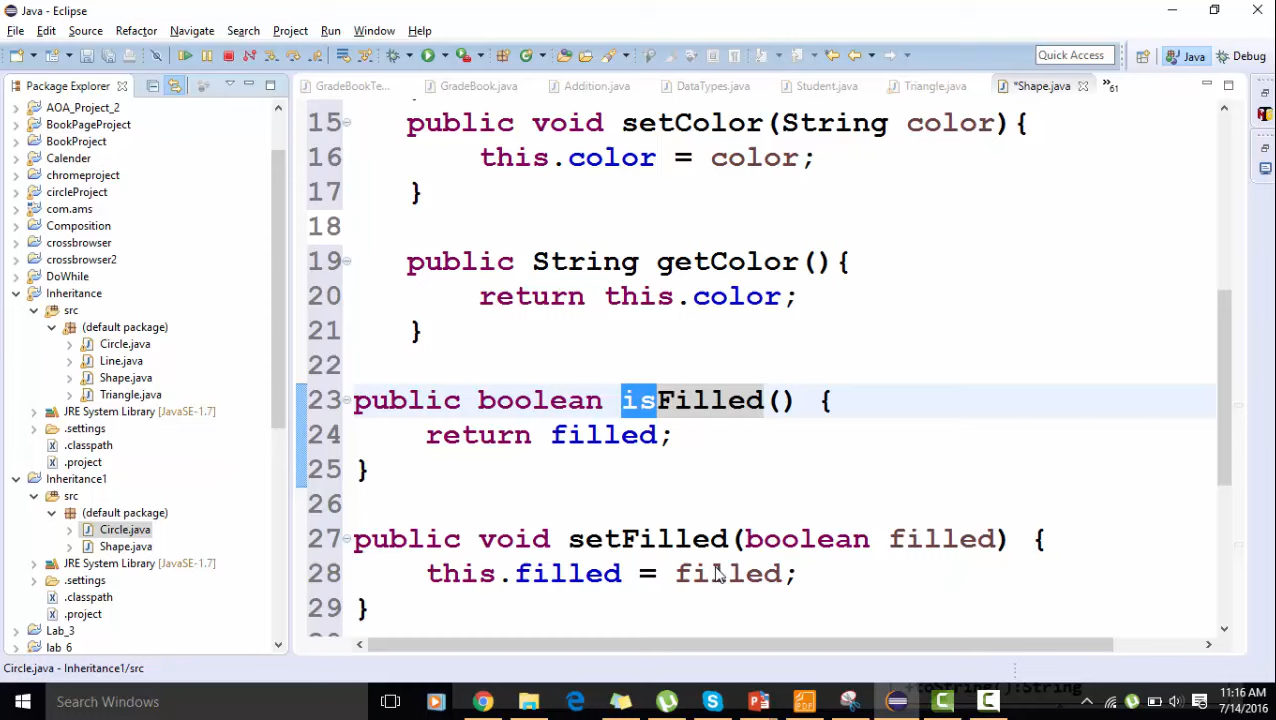 Java - Eclipse
File Edit Source Refactor Navigate Search Project Run Window Help
Quick Access
Java
Debug
Package Explorer
GradeBookTe...
GradeBook.java
Addition.java
DataTypes.java
Student.java
Triangle.java
*Shape.java
»61
AOA_Project_2
BookPageProject
BookProject
Calender
chromeproject
circleProject
com.ams
Composition
crossbrowser
crossbrowser2
DoWhile
Inheritance
src
(default package)
Circle.java
Line.java
Shape.java
Triangle.java
JRE System Library [JavaSE-1.7]
.settings
.classpath
.project
Inheritance1
src
(default package)
Circle.java
Shape.java
JRE System Library [JavaSE-1.7]
.settings
.classpath
.project
Lab_3
lab 6
15 public void setColor(String color){
16 this.color = color;
17 }
18
19 public String getColor(){
20 return this.color;
21 }
22
23 public boolean isFilled() {
24 return filled;
25 }
26
27 public void setFilled(boolean filled) {
28 this.filled = filled;
29 }
Circle.java - Inheritance1/src
+toString():String
Search Windows
11:16 AM
7/14/2016